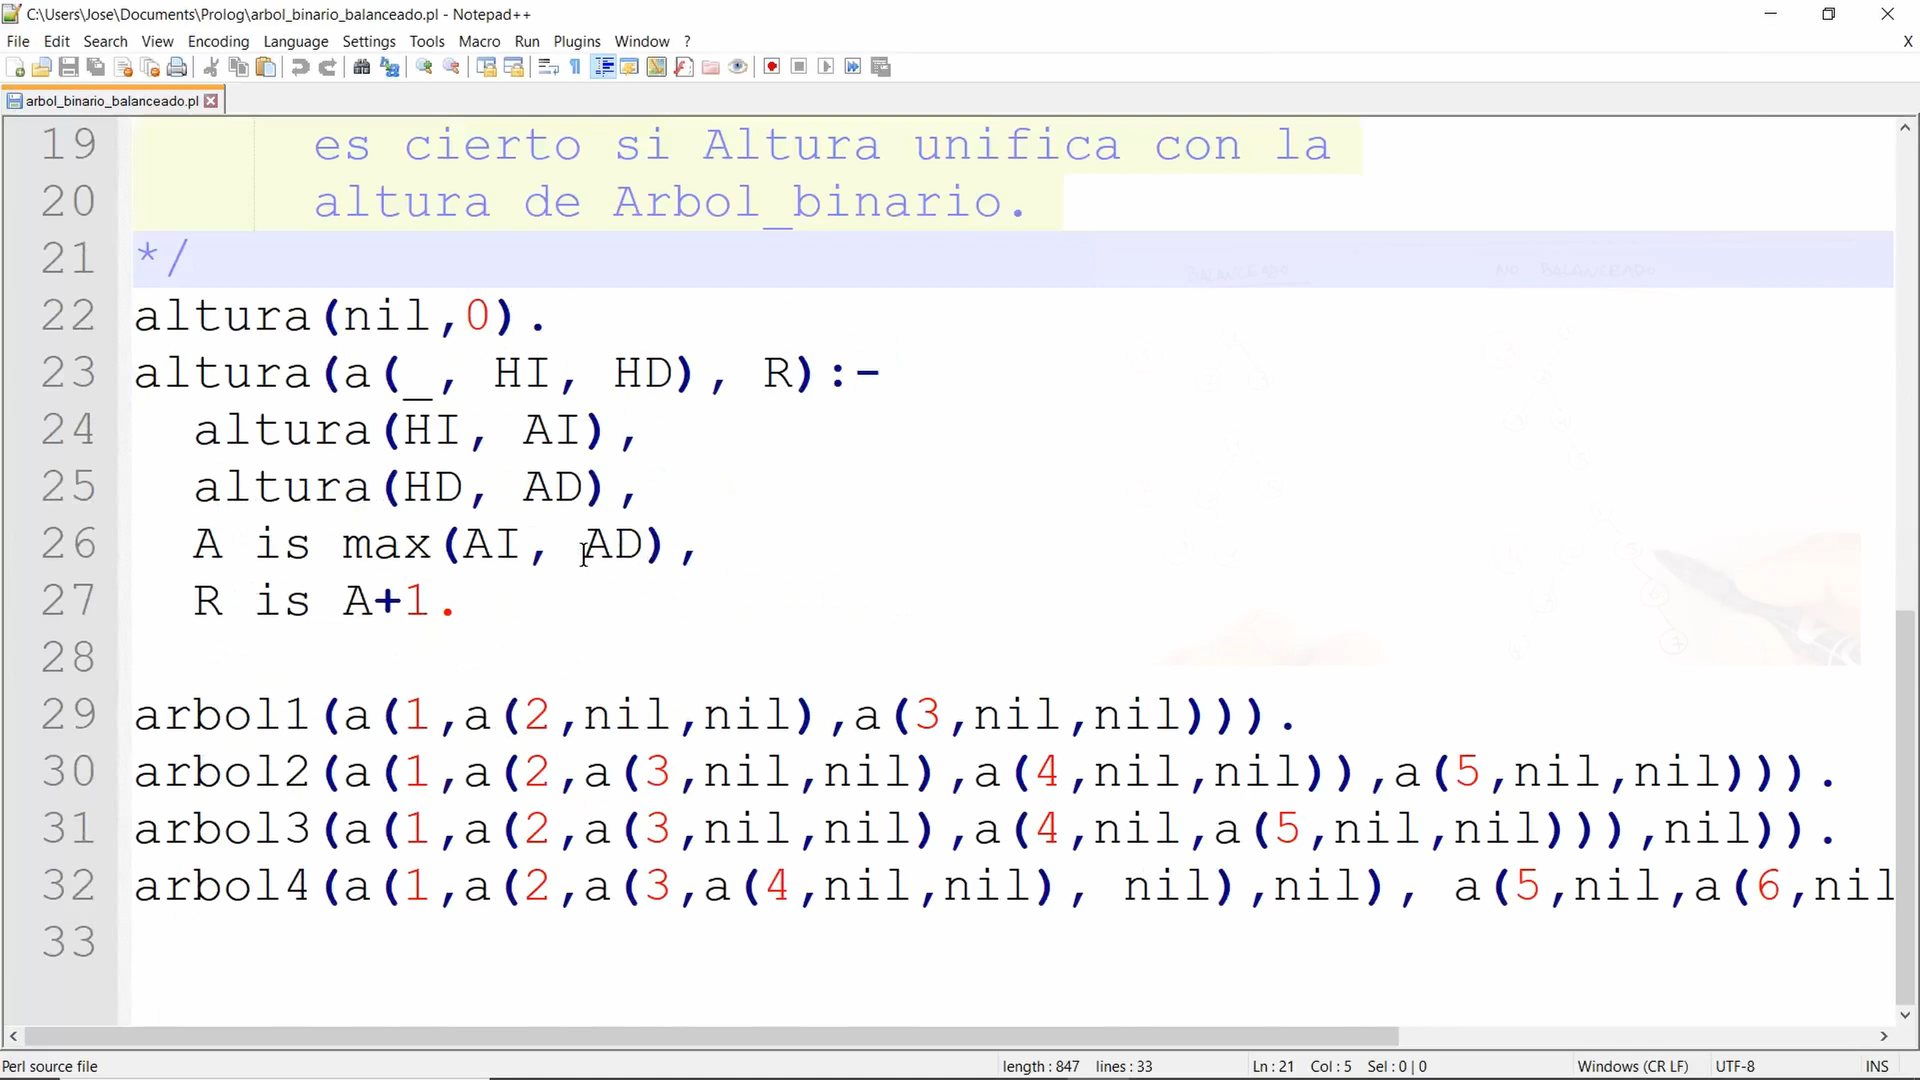 C:\Users\Jose\Documents\Prolog\arbol_binario_balanceado.pl - Notepad++
File Edit Search View Encoding Language Settings Tools Macro Run Plugins Window ? X
arbol_binario_balanceado.pl
19 es cierto si Altura unifica con la
20 altura de Arbol_binario.
21 */
BALANCEADO NO BALANCEADO
22 altura(nil,0).
23 altura(a(_, HI, HD), R):-
24 altura(HI, AI),
25 altura(HD, AD),
26 A is max(AI, AD),
27 R is A+1.
28
29 arbol1(a(1,a(2,nil,nil),a(3,nil,nil))).
30 arbol2(a(1,a(2,a(3,nil,nil),a(4,nil,nil)),a(5,nil,nil))).
31 arbol3(a(1,a(2,a(3,nil,nil),a(4,nil,a(5,nil,nil))),nil)).
32 arbol4(a(1,a(2,a(3,a(4,nil,nil), nil),nil), a(5,nil,a(6,nil
33
Perl source file length : 847 lines : 33 Ln : 21 Col : 5 Sel : 0 | 0 Windows (CR LF) UTF-8 INS